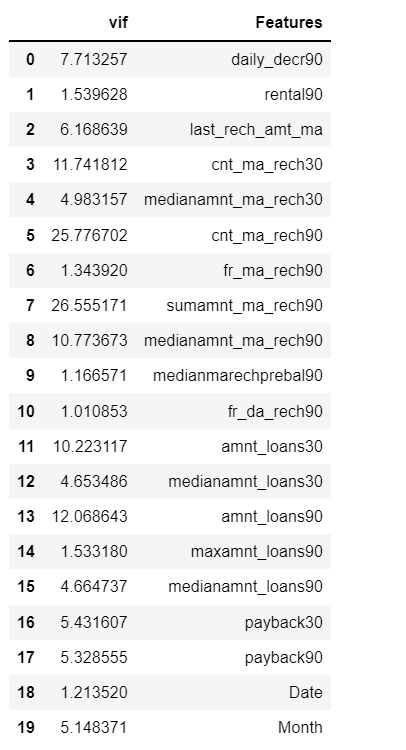 vif Features
0 7.713257 daily_decr90
1 1.539628 rental90
2 6.168639 last_rech_amt_ma
3 11.741812 cnt_ma_rech30
4 4.983157 medianamnt_ma_rech30
5 25.776702 cnt_ma_rech90
6 1.343920 fr_ma_rech90
7 26.555171 sumamnt_ma_rech90
8 10.773673 medianamnt_ma_rech90
9 1.166571 medianmarechprebal90
10 1.010853 fr_da_rech90
11 10.223117 amnt_loans30
12 4.653486 medianamnt_loans30
13 12.068643 amnt_loans90
14 1.533180 maxamnt_loans90
15 4.664737 medianamnt_loans90
16 5.431607 payback30
17 5.328555 payback90
18 1.213520 Date
19 5.148371 Month